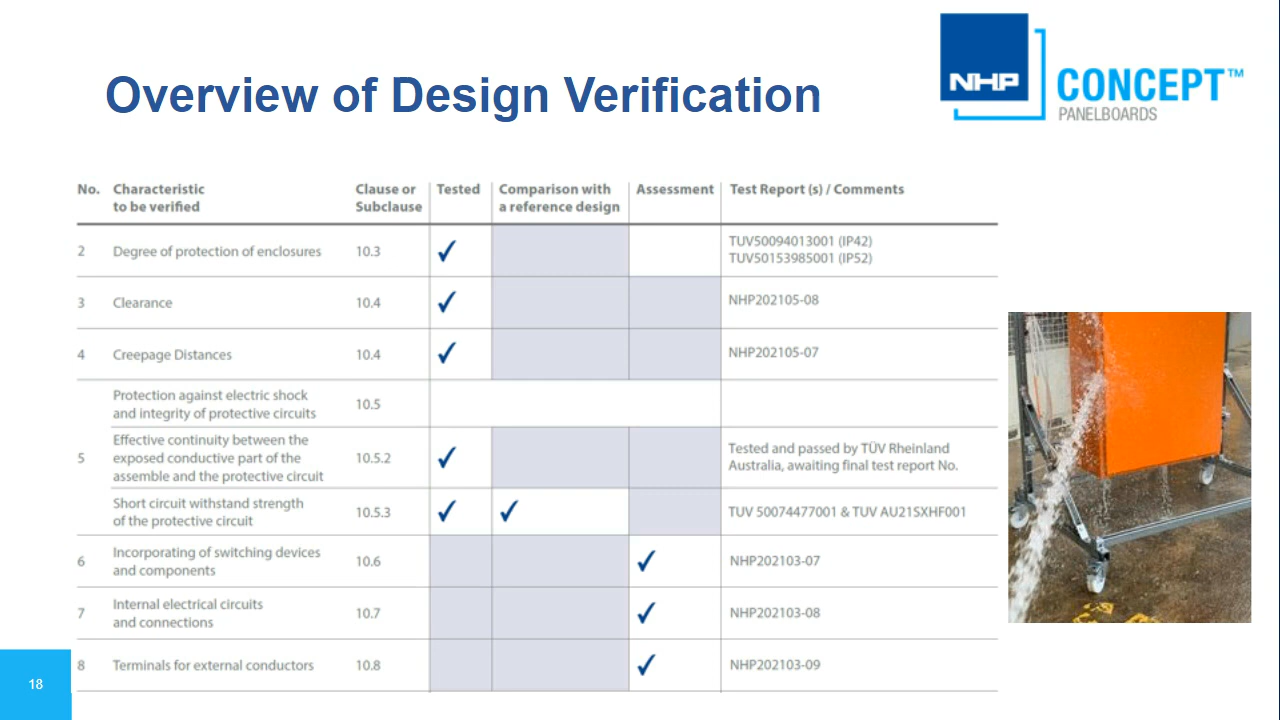 Overview of Design Verification
NHP
CONCEPT™
PANELBOARDS
No. Characteristic to be verified Clause or Subclause Tested Comparison with a reference design Assessment Test Report (s) / Comments
2 Degree of protection of enclosures 10.3 ✓ TUV50094013001 (IP42)
TUV50153985001 (IP52)
3 Clearance 10.4 ✓ NHP202105-08
4 Creepage Distances 10.4 ✓ NHP202105-07
Protection against electric shock
and integrity of protective circuits 10.5
5 Effective continuity between the
exposed conductive part of the
assemble and the protective circuit 10.5.2 ✓ Tested and passed by TÜV Rheinland
Australia, awaiting final test report No.
Short circuit withstand strength
of the protective circuit 10.5.3 ✓ ✓ TUV 50074477001 & TUV AU21SXHF001
6 Incorporating of switching devices
and components 10.6 ✓ NHP202103-07
7 Internal electrical circuits
and connections 10.7 ✓ NHP202103-08
8 Terminals for external conductors 10.8 ✓ NHP202103-09
18